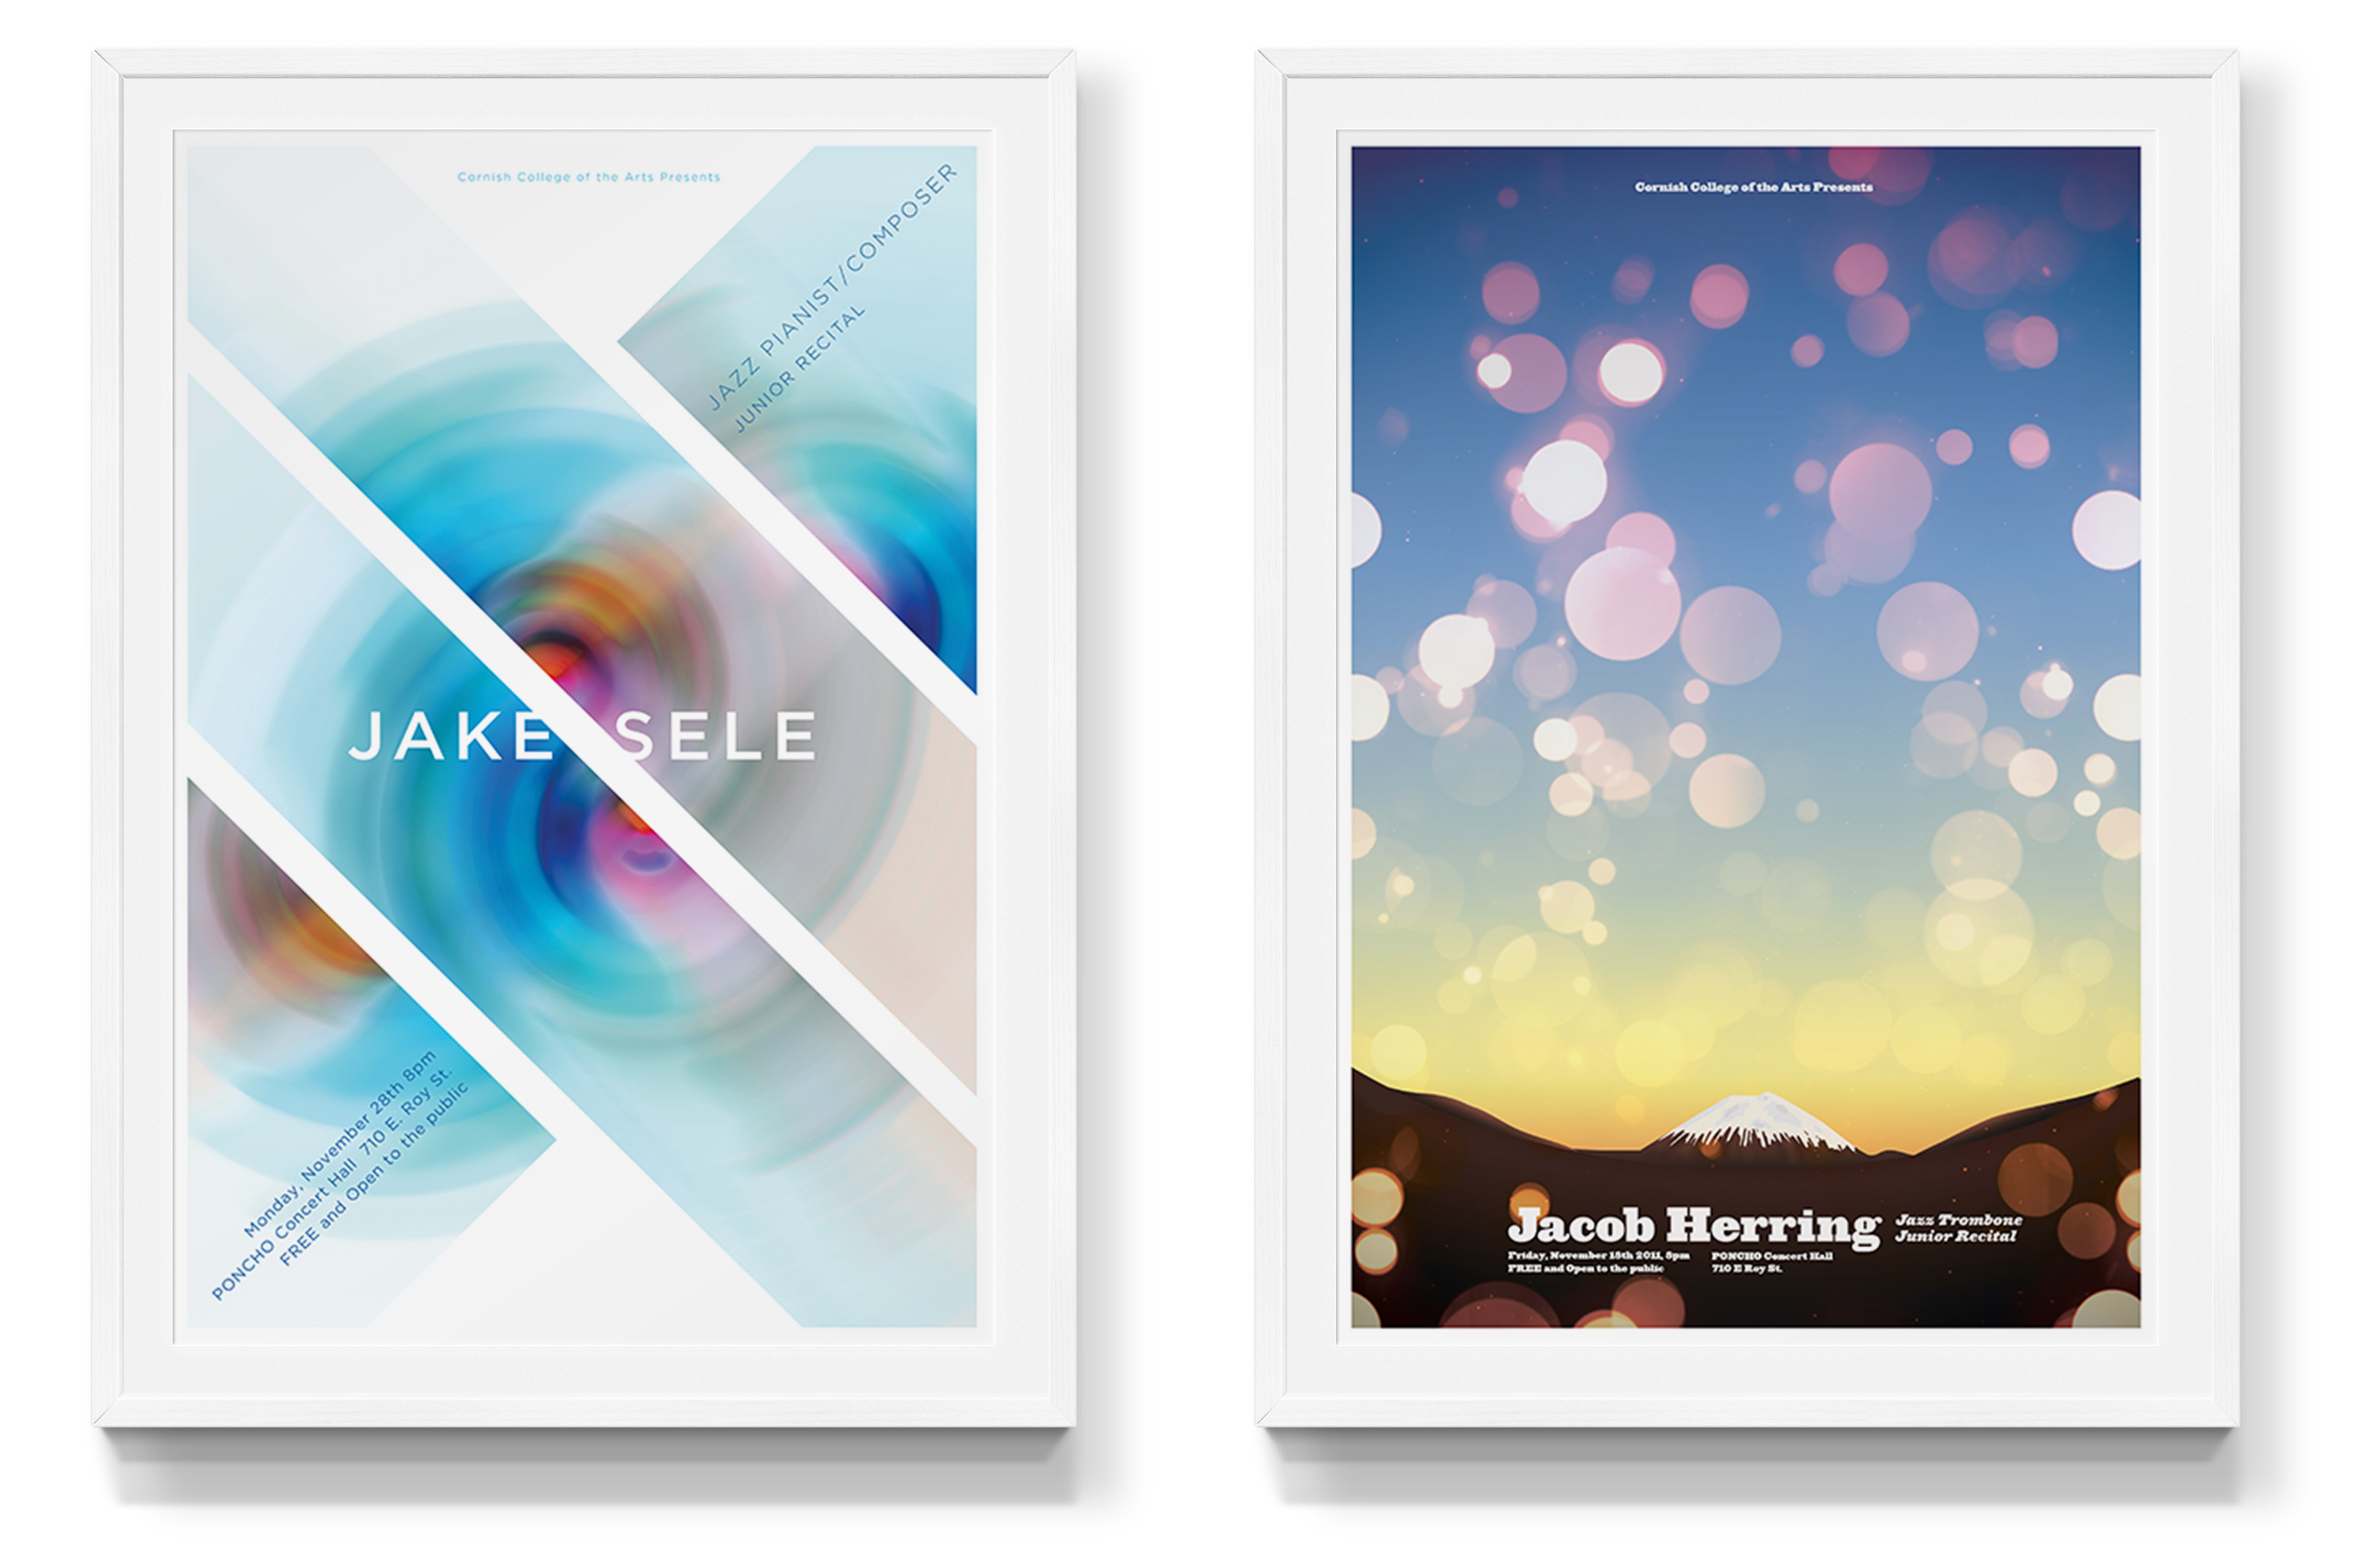 Cornish College of the Arts Presents
JAZZ PIANIST/COMPOSER
JUNIOR RECITAL
JAKE SELE
Monday, November 28th 8pm
PONCHO Concert Hall 710 E. Roy St.
FREE and Open to the public
Cornish College of the Arts Presents
Jacob Herring
Jazz Trombone
Junior Recital
Friday, November 18th 2011, 8pm
FREE and Open to the public
PONCHO Concert Hall
710 E Roy St.